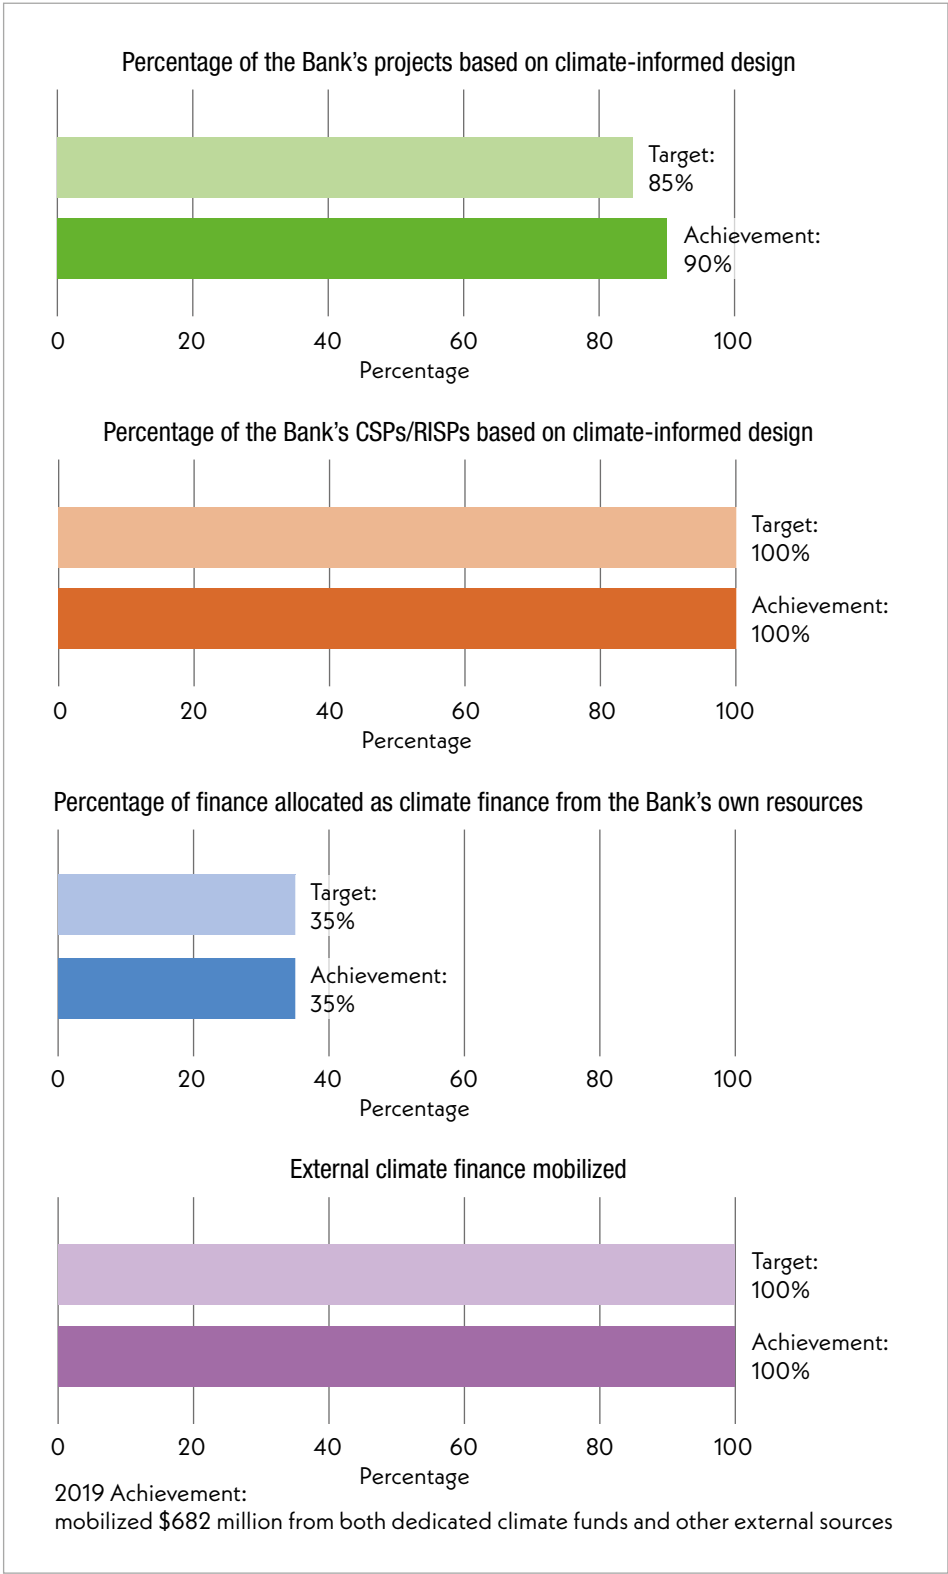 Percentage of the Bank’s projects based on climate-informed design
Target:
85%
Achievement:
90%
0 20 40 60 80 100
Percentage
Percentage of the Bank’s CSPs/RISPs based on climate-informed design
Target:
100%
Achievement:
100%
0 20 40 60 80 100
Percentage
Percentage of finance allocated as climate finance from the Bank’s own resources
Target:
35%
Achievement:
35%
0 20 40 60 80 100
Percentage
External climate finance mobilized
Target:
100%
Achievement:
100%
0 20 40 60 80 100
Percentage
2019 Achievement:
mobilized $682 million from both dedicated climate funds and other external sources